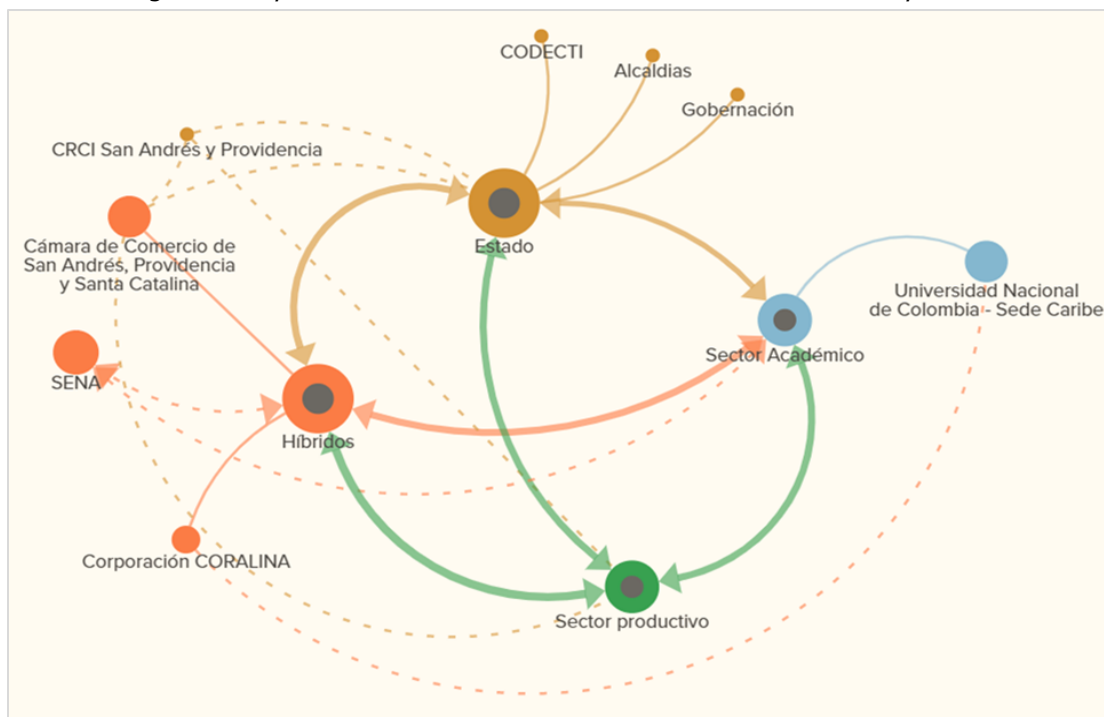 CODECTI
Alcaldias
Gobernación
CRCI San Andrés y Providencia
Cámara de Comercio de
San Andrés, Providencia
y Santa Catalina
Estado
Universidad Nacional
de Colombia - Sede Caribe
Sector Académico
SENA
Híbridos
Corporación CORALINA
Sector productivo